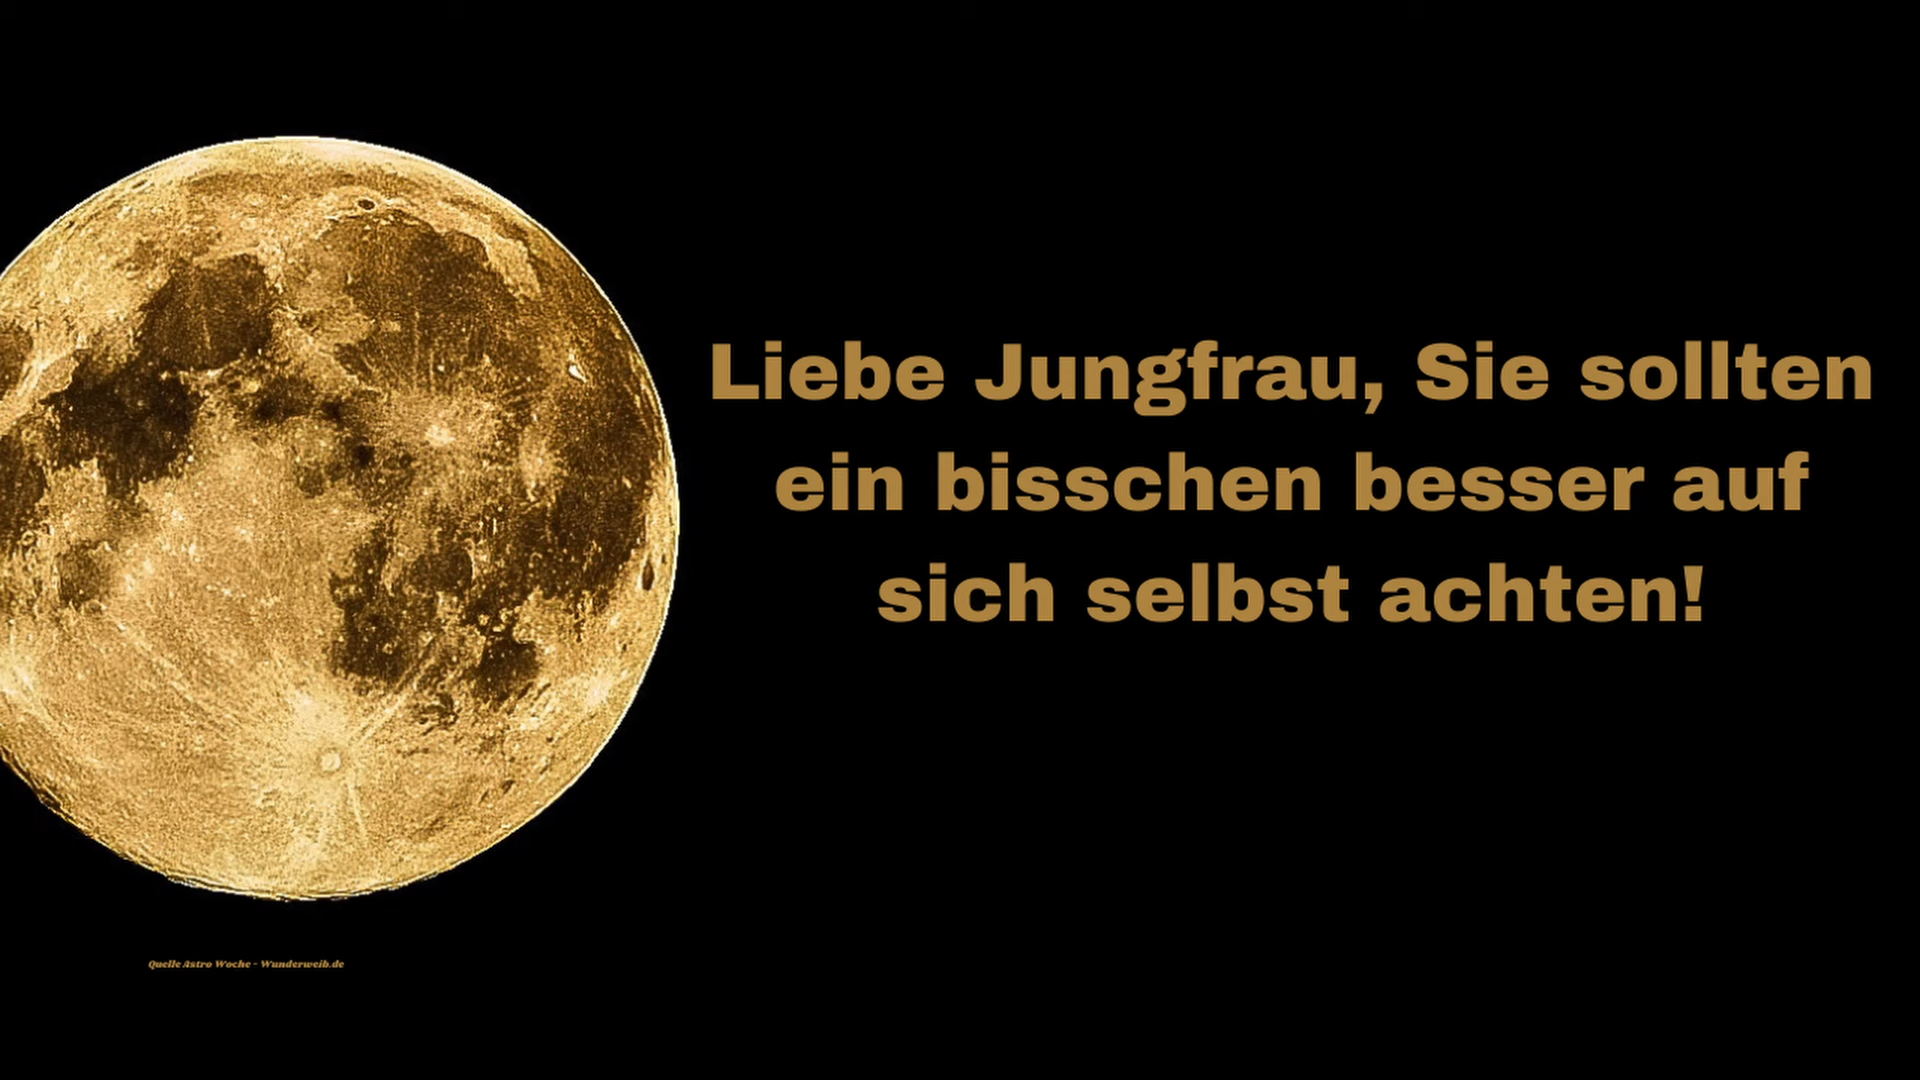 Liebe Jungfrau, Sie sollten
ein bisschen besser auf
sich selbst achten!
Quelle Astro Woche - Wunderweib.de